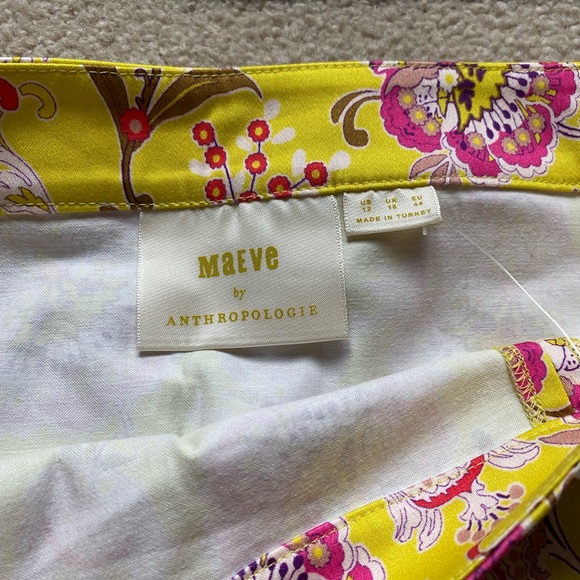 MAEVE
by
ANTHROPOLOGIE
US UK EU
12 16 44
MADE IN TURKEY